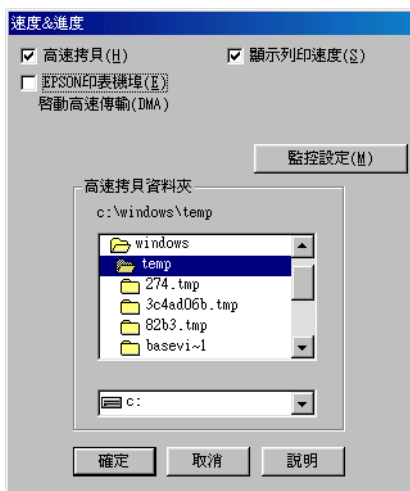 速度&進度
高速拷貝(H)
顯示列印速度(S)
EPSON印表機埠(E)
啓動高速傳輸(DMA)
監控設定(M)
高速拷貝資料夾
c:\windows\temp
windows
temp
274.tmp
3c4ad06b.tmp
82b3.tmp
basevi~1
c:
確定
取消
說明